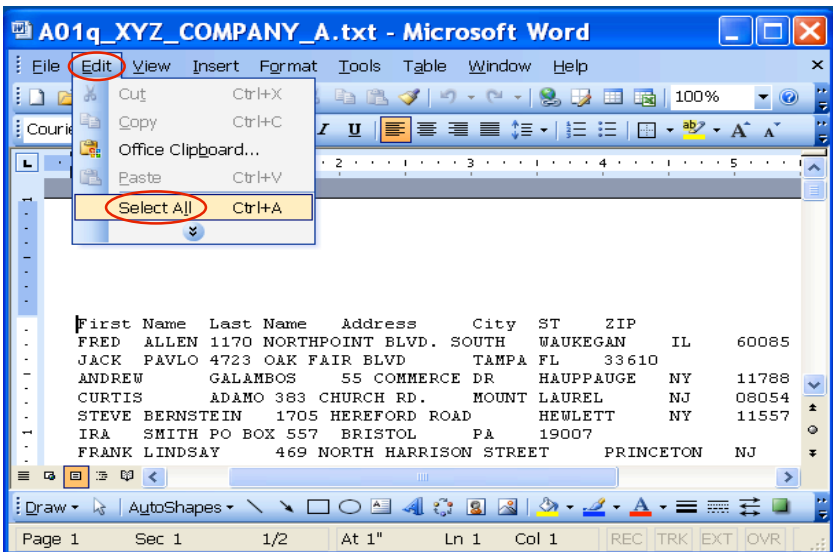 A01q_XYZ_COMPANY_A.txt - Microsoft Word
File Edit View Insert Format Tools Table Window Help
100%
Courie
Cut Ctrl+X
Copy Ctrl+C
Office Clipboard...
Paste Ctrl+V
Select All Ctrl+A
2 3 4 5
First Name Last Name Address City ST ZIP
FRED ALLEN 1170 NORTHPOINT BLVD. SOUTH WAUKEGAN IL 60085
JACK PAVLO 4723 OAK FAIR BLVD TAMPA FL 33610
ANDREW GALAMBOS 55 COMMERCE DR HAUPPAUGE NY 11788
CURTIS ADAMO 383 CHURCH RD. MOUNT LAUREL NJ 08054
STEVE BERNSTEIN 1705 HEREFORD ROAD HEWLETT NY 11557
IRA SMITH PO BOX 557 BRISTOL PA 19007
FRANK LINDSAY 469 NORTH HARRISON STREET PRINCETON NJ
Draw AutoShapes
Page 1 Sec 1 1/2 At 1" Ln 1 Col 1 REC TRK EXT OVR